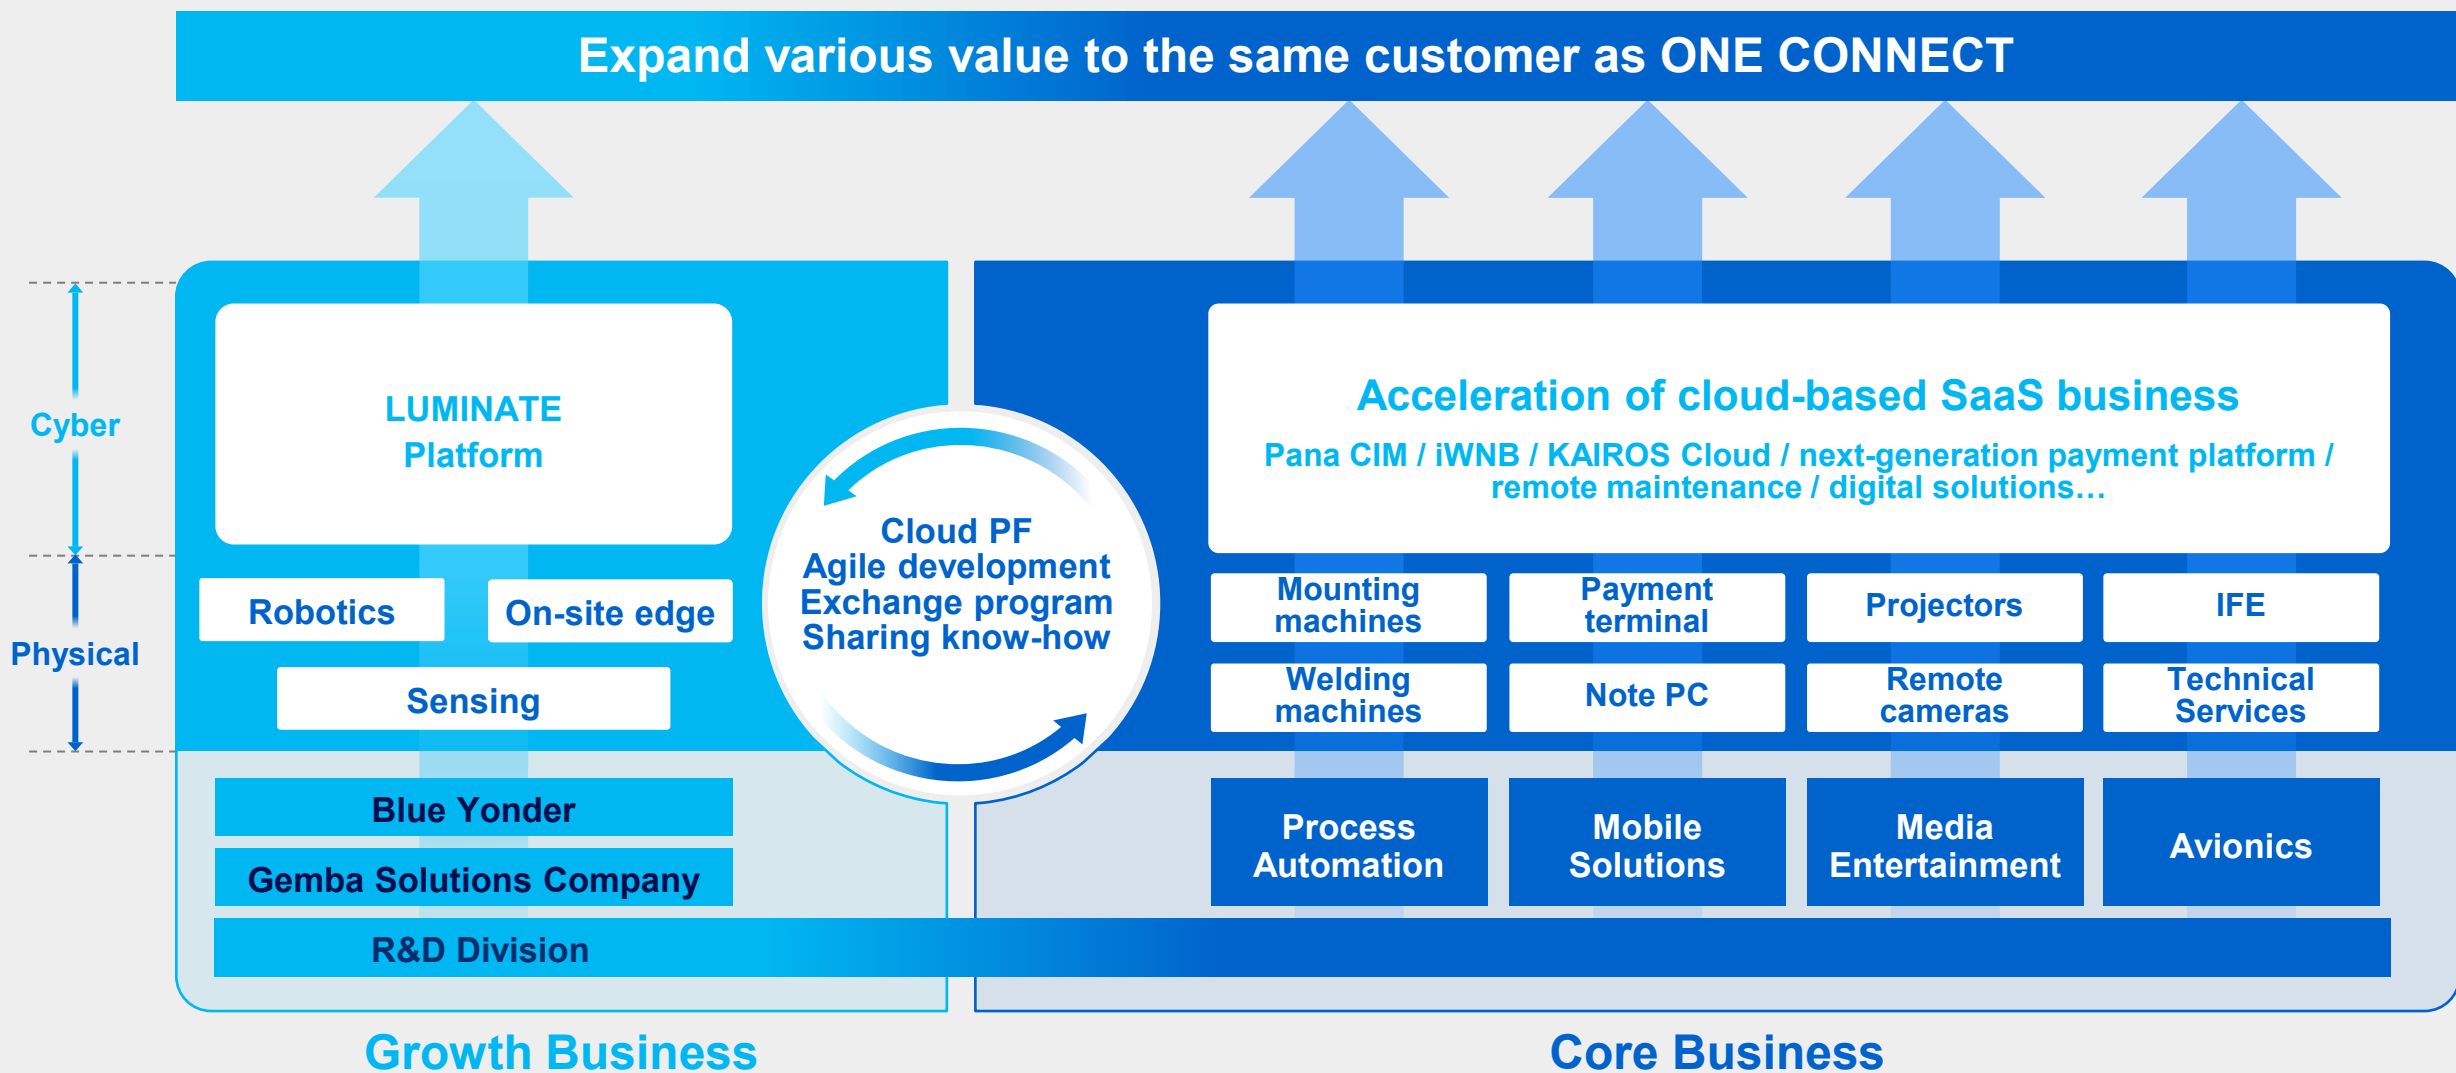 Expand various value to the same customer as ONE CONNECT
Cyber
Physical
LUMINATE
Platform
Robotics
On-site edge
Sensing
Blue Yonder
Gemba Solutions Company
R&D Division
Growth Business
Cloud PF
Agile development
Exchange program
Sharing know-how
Acceleration of cloud-based SaaS business
Pana CIM / iWNB / KAIROS Cloud / next-generation payment platform /
remote maintenance / digital solutions…
Mounting
machines
Payment
terminal
Projectors
IFE
Welding
machines
Note PC
Remote
cameras
Technical
Services
Process
Automation
Mobile
Solutions
Media
Entertainment
Avionics
Core Business